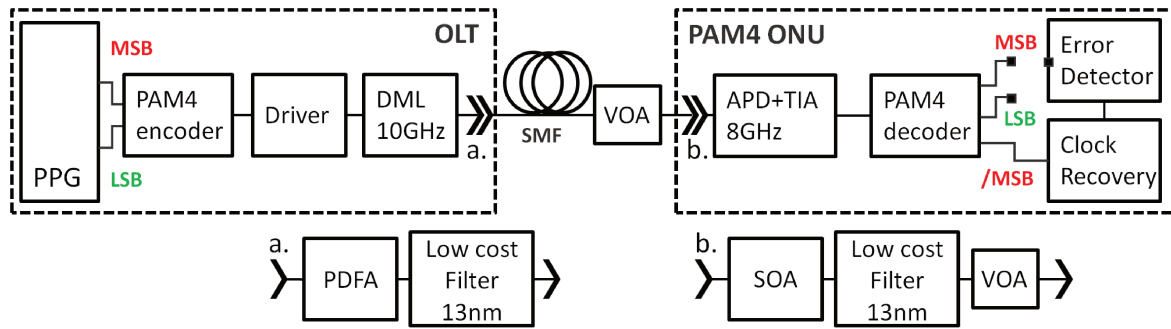 OLT
PAM4 ONU
MSB
PPG
LSB
PAM4
encoder
Driver
DML
10GHz
a.
SMF
VOA
b.
APD+TIA
8GHz
PAM4
decoder
MSB
LSB
/MSB
Error
Detector
Clock
Recovery
a.
PDFA
Low cost
Filter
13nm
b.
SOA
Low cost
Filter
13nm
VOA